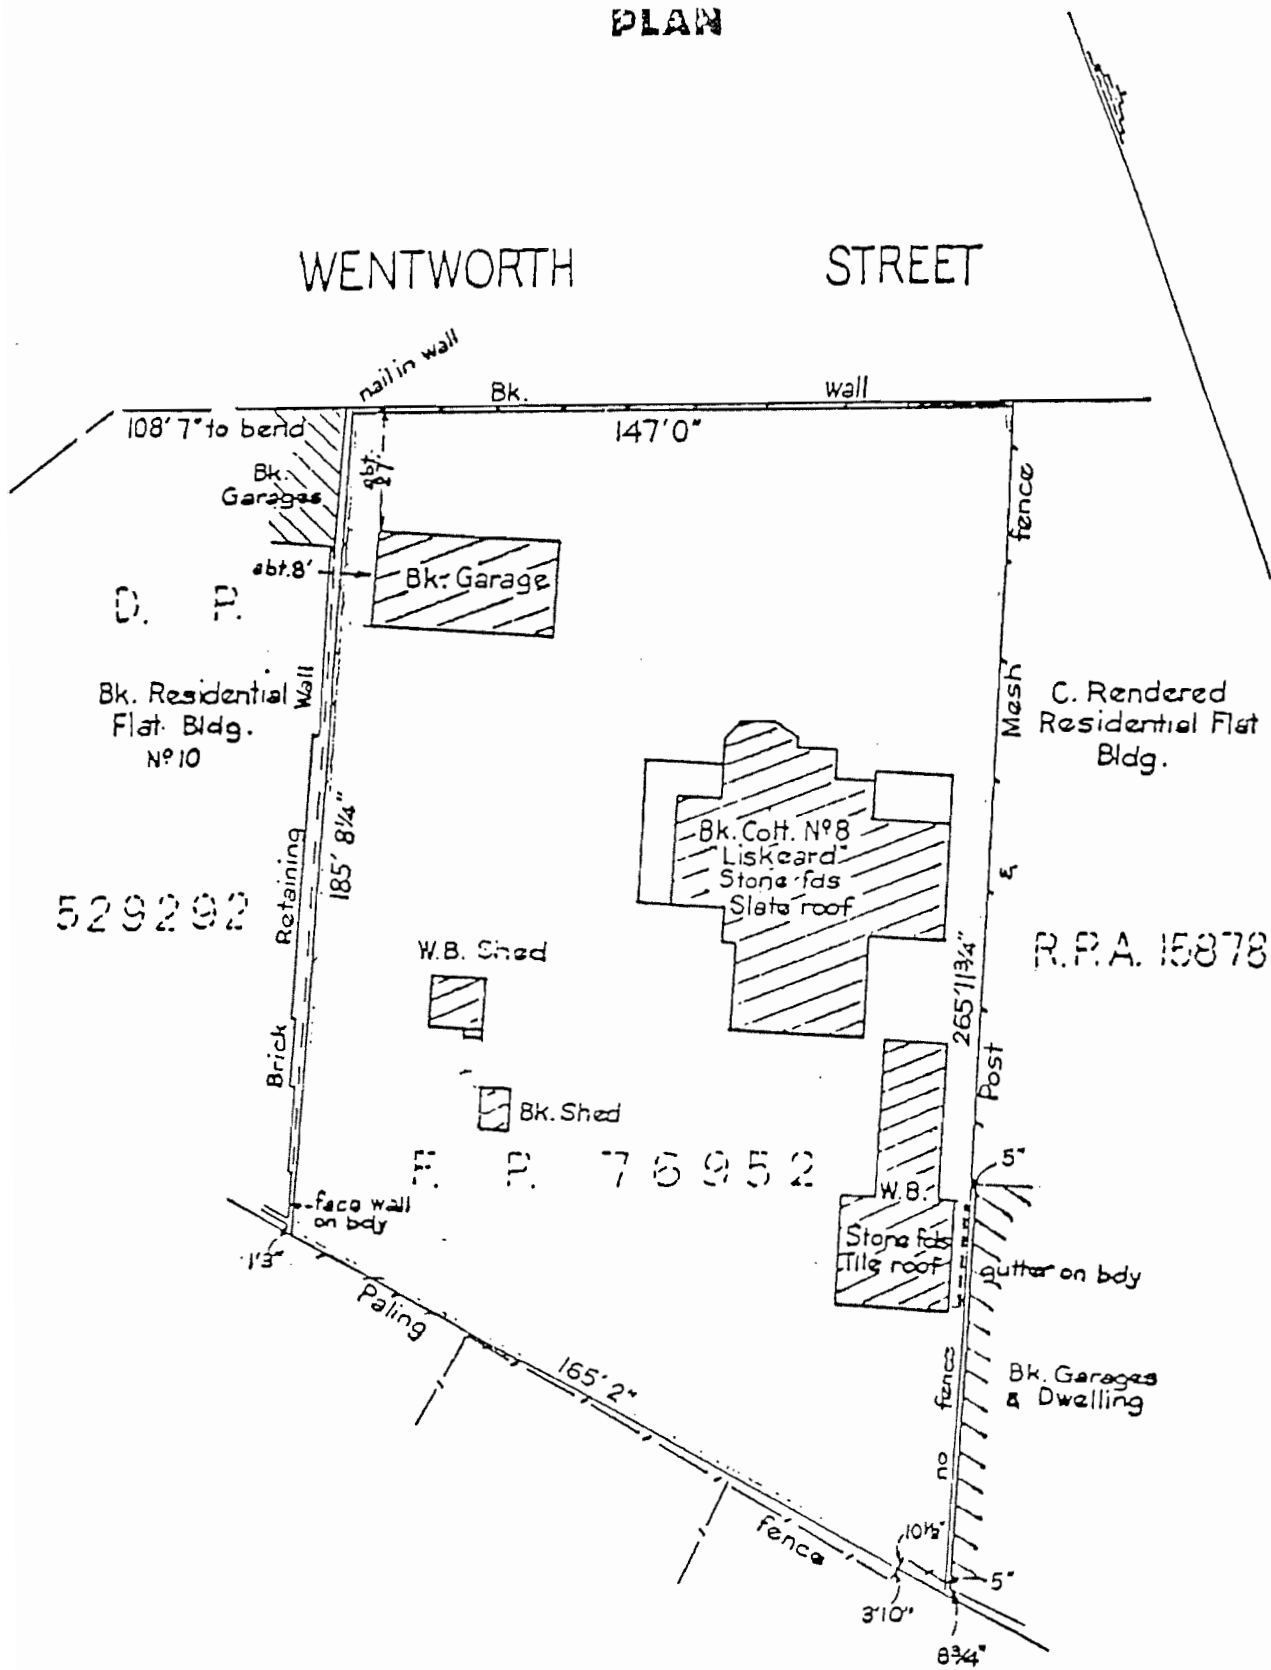 PLAN
WENTWORTH STREET
nail in wall
Bk. Wall
108' 7" to bend
147'0"
abt.
27'
Bk.
Garages
fence
abt. 8'
Bk. Garage
D. P.
Bk. Residential
Flat Bldg.
Nº 10
Wall
Mesh
C. Rendered
Residential Flat
Bldg.
185' 8¼"
Bk. Cott. Nº 8
"Liskeard"
Stone fds
Slate roof
&
Retaining
529292
W.B. Shed
265'11¾"
R.P.A. 15878
Brick
Post
Bk. Shed
F. P. 76952
5"
W.B.
face wall
on bdy
Stone fds
Tile roof
gutter on bdy
1'3"
Paling
165' 2"
fence
Bk. Garages
& Dwelling
no
fence
10½"
5"
3'10"
8¾"